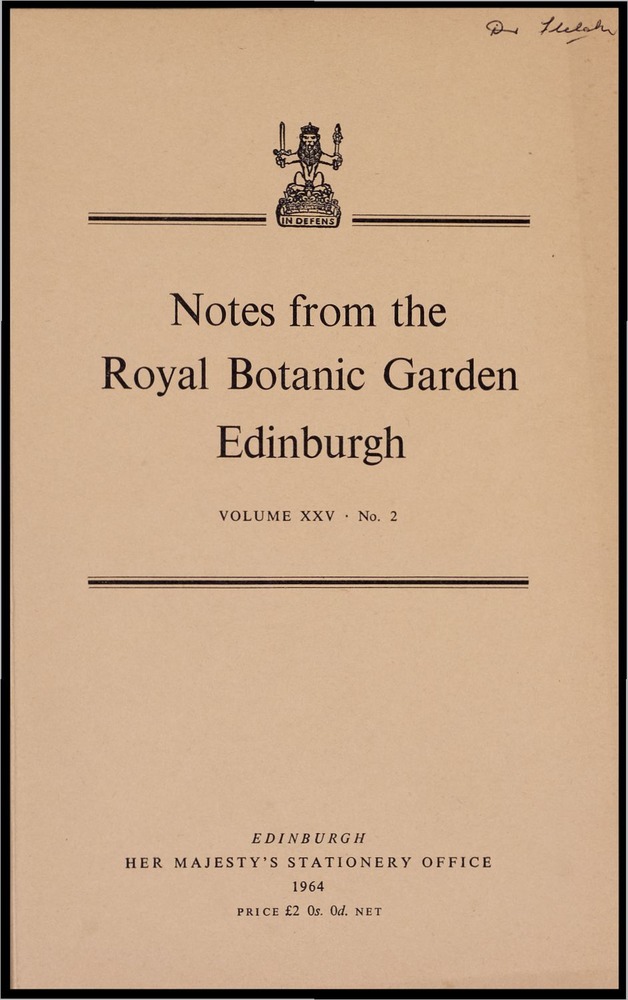 Dr
IN DEFENS
Notes from the
Royal Botanic Garden
Edinburgh
VOLUME XXV · No. 2
EDINBURGH
HER MAJESTY'S STATIONERY OFFICE
1964
PRICE £2 0s. 0d. NET